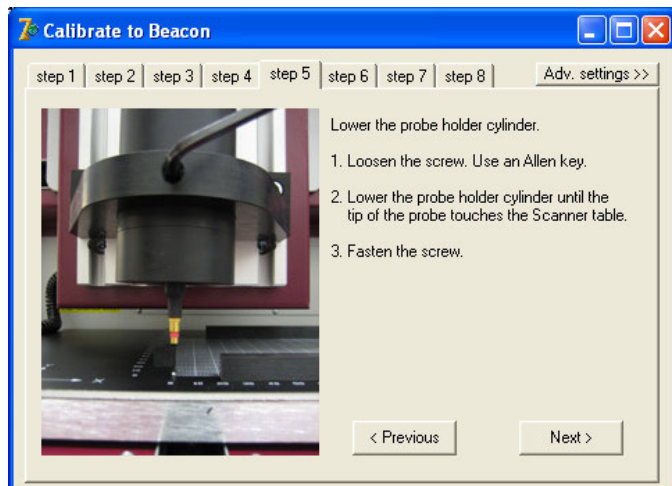 Calibrate to Beacon
step 1
step 2
step 3
step 4
step 5
step 6
step 7
step 8
Adv. settings >>
Lower the probe holder cylinder.
1. Loosen the screw. Use an Allen key.
2. Lower the probe holder cylinder until the
tip of the probe touches the Scanner table.
3. Fasten the screw.
X
< Previous
Next >